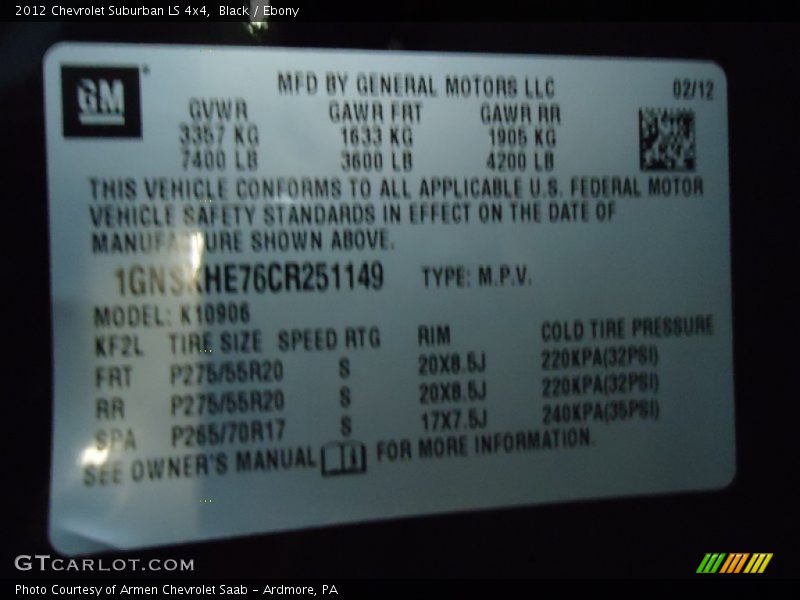 2012 Chevrolet Suburban LS 4x4, Black / Ebony
GM
MFD BY GENERAL MOTORS LLC 02/12
GVWR GAWR FRT GAWR RR
3357 KG 1633 KG 1905 KG
7400 LB 3600 LB 4200 LB
THIS VEHICLE CONFORMS TO ALL APPLICABLE U.S. FEDERAL MOTOR
VEHICLE SAFETY STANDARDS IN EFFECT ON THE DATE OF
MANUFACTURE SHOWN ABOVE.
1GNSKHE76CR251149 TYPE: M.P.V.
MODEL: K10906
KF2L TIRE SIZE SPEED RTG RIM COLD TIRE PRESSURE
FRT P275/55R20 S 20X8.5J 220KPA(32PSI)
RR P275/55R20 S 20X8.5J 220KPA(32PSI)
SPA P265/70R17 S 17X7.5J 240KPA(35PSI)
SEE OWNER'S MANUAL FOR MORE INFORMATION.
GTCARLOT.COM
Photo Courtesy of Armen Chevrolet Saab - Ardmore, PA